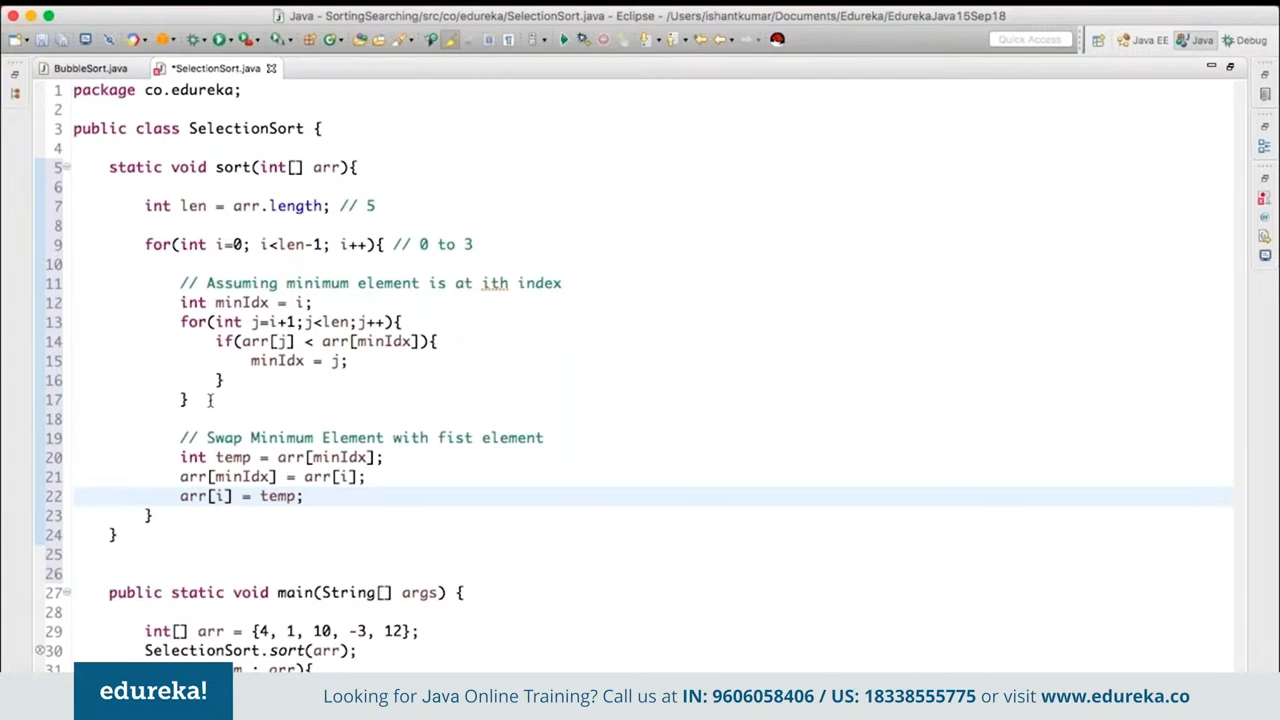 Java - SortingSearching/src/co/edureka/SelectionSort.java - Eclipse - /Users/ishantkumar/Documents/Edureka/EdurekaJava15Sep18
Quick Access
Java EE
Java
Debug
BubbleSort.java
*SelectionSort.java
1 package co.edureka;
2
3 public class SelectionSort {
4
5 static void sort(int[] arr){
6
7 int len = arr.length; // 5
8
9 for(int i=0; i<len-1; i++){ // 0 to 3
10
11 // Assuming minimum element is at ith index
12 int minIdx = i;
13 for(int j=i+1;j<len;j++){
14 if(arr[j] < arr[minIdx]){
15 minIdx = j;
16 }
17 }
18
19 // Swap Minimum Element with fist element
20 int temp = arr[minIdx];
21 arr[minIdx] = arr[i];
22 arr[i] = temp;
23 }
24 }
25
26
27 public static void main(String[] args) {
28
29 int[] arr = {4, 1, 10, -3, 12};
30 SelectionSort.sort(arr);
31 : arr){
edureka!
Looking for Java Online Training? Call us at IN: 9606058406 / US: 18338555775 or visit www.edureka.co